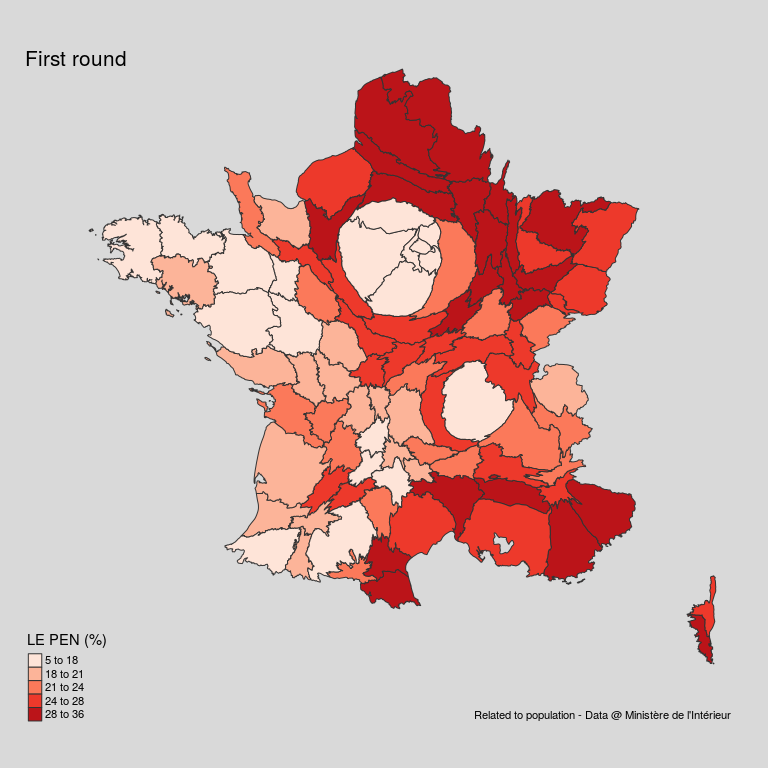 First round
LE PEN (%)
5 to 18
18 to 21
21 to 24
24 to 28
28 to 36
Related to population - Data @ Ministère de l'Intérieur